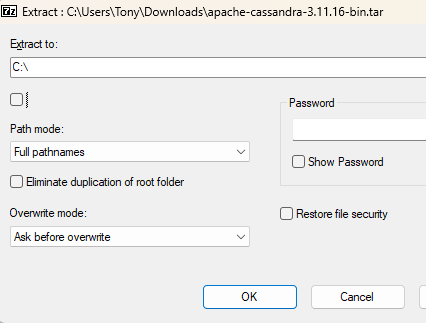 7z Extract : C:\Users\Tony\Downloads\apache-cassandra-3.11.16-bin.tar
Extract to:
C:\
Password
Path mode:
Full pathnames
Show Password
Eliminate duplication of root folder
Overwrite mode:
Restore file security
Ask before overwrite
OK Cancel